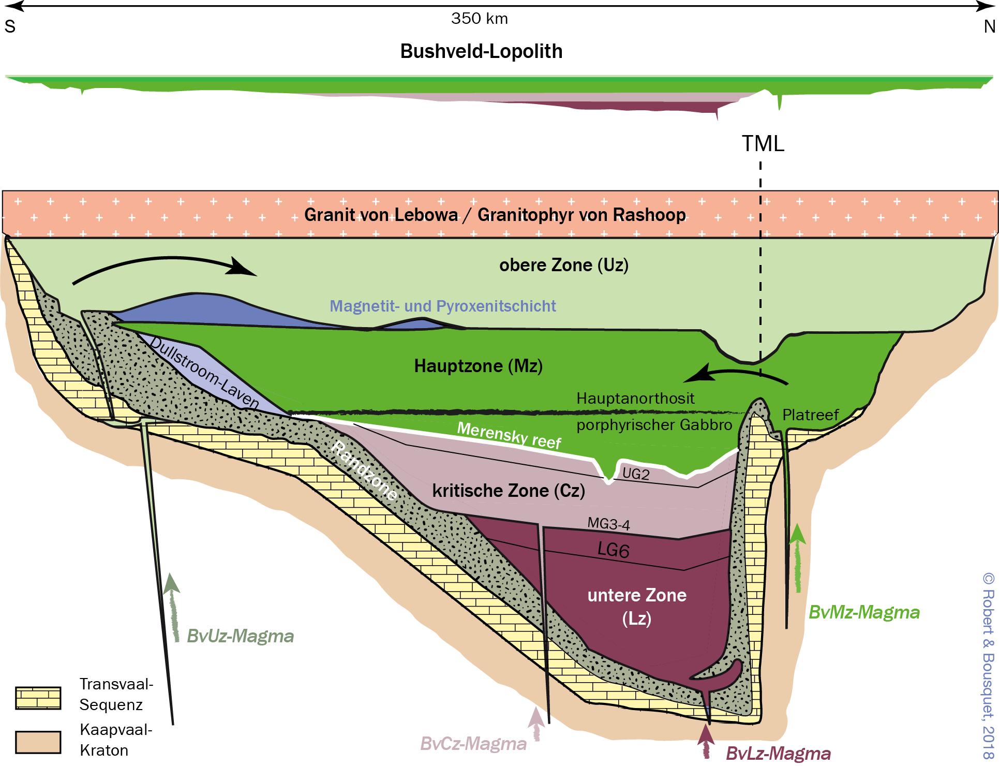 350 km
S
N
Bushveld-Lopolith
TML
Granit von Lebowa / Granitophyr von Rashoop
obere Zone (Uz)
Magnetit- und Pyroxenitschicht
Dullstroom-Laven
Hauptzone (Mz)
Hauptanorthosit
porphyrischer Gabbro
Platreef
Merensky reef
Randzone
UG2
kritische Zone (Cz)
MG3-4
LG6
untere Zone
(Lz)
BvUz-Magma
BvMz-Magma
BvCz-Magma
BvLz-Magma
Transvaal-
Sequenz
Kaapvaal-
Kraton
© Robert & Bousquet, 2018